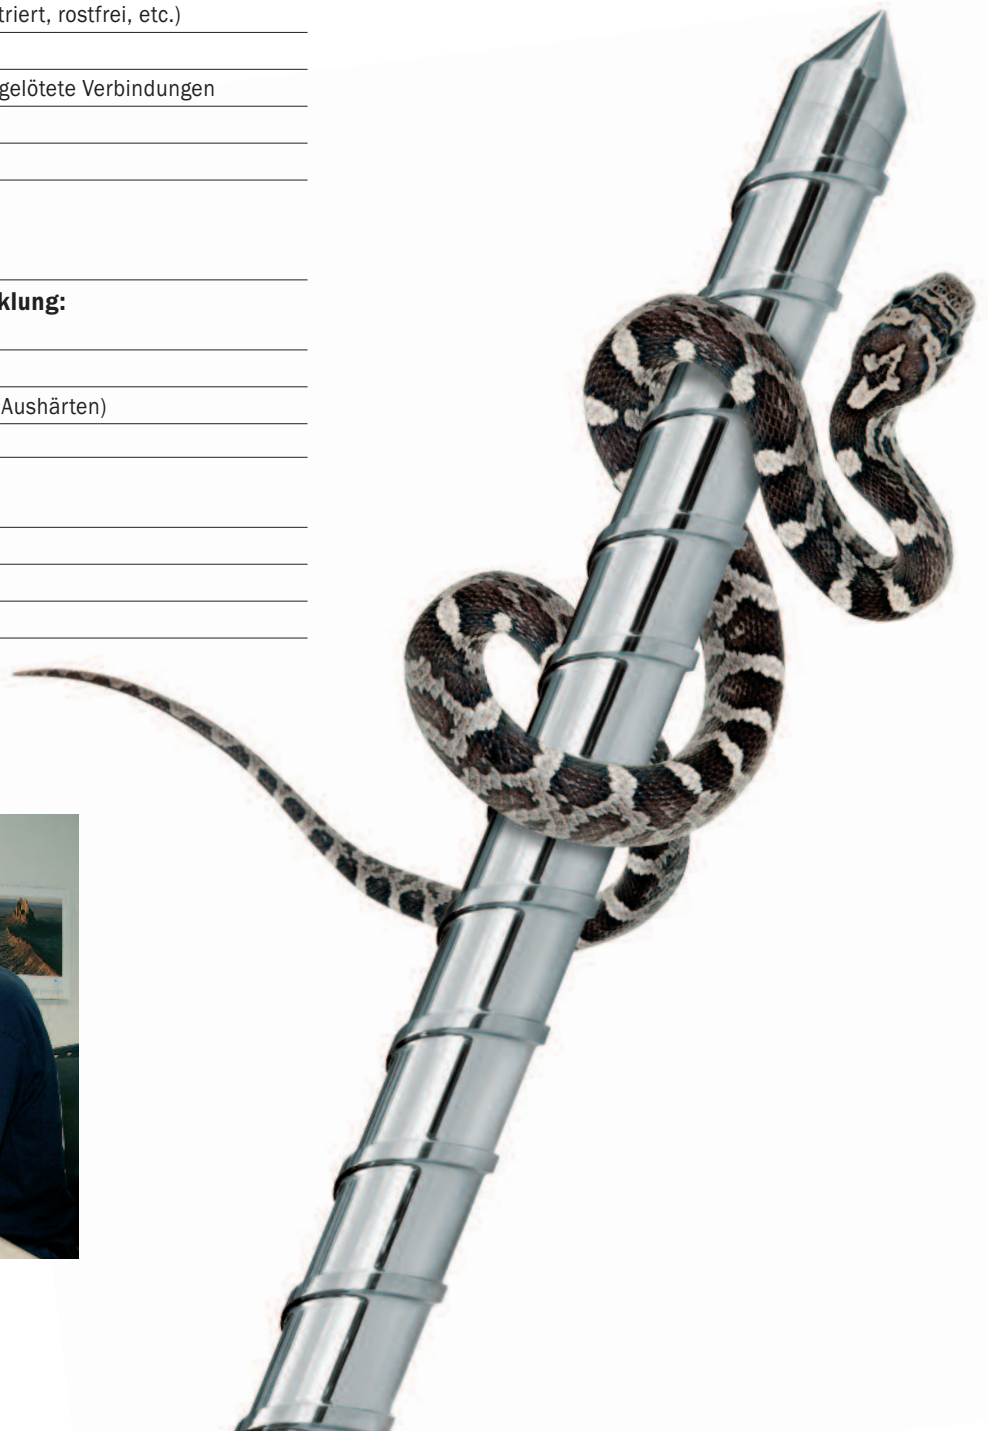 triert, rostfrei, etc.)
gelötete Verbindungen
klung:
Aushärten)